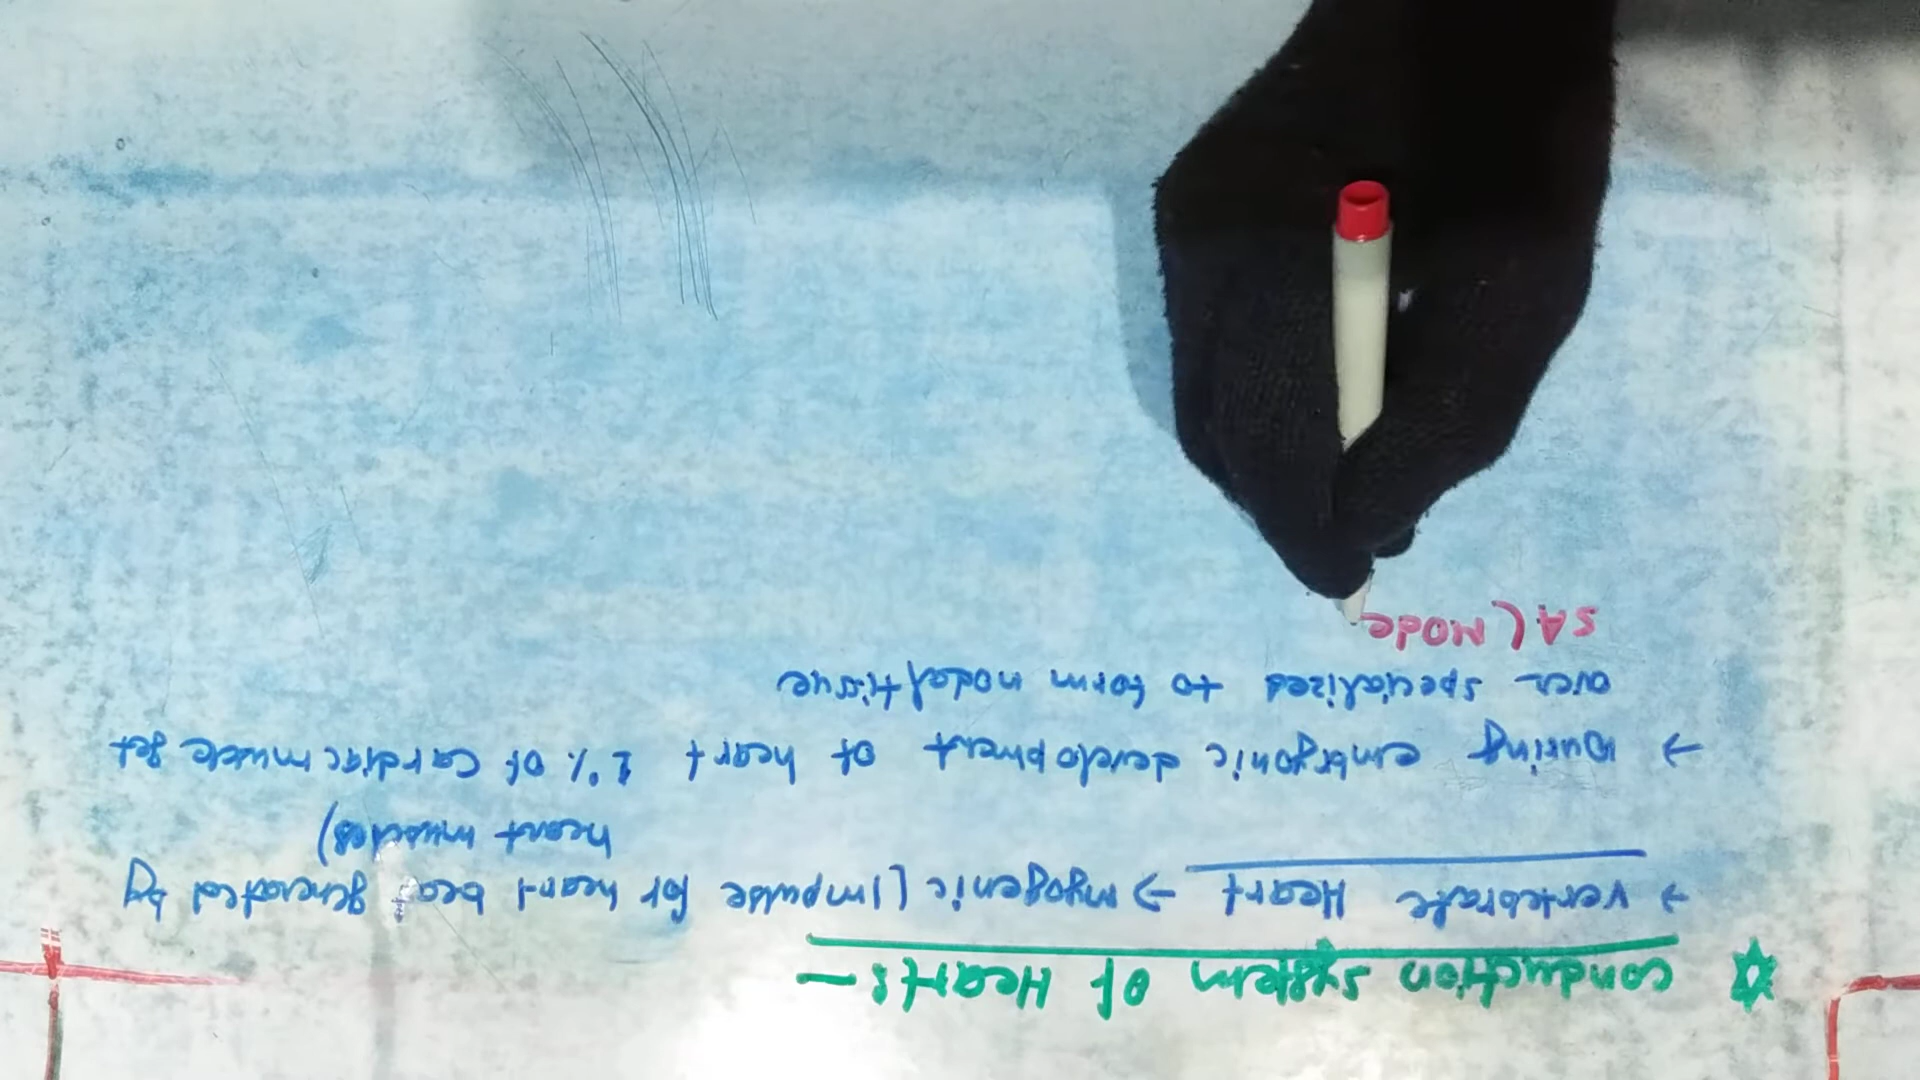 ☆ conduction system of Heart:-
→ vertebrate Heart → myogenic (Impulse for heart beat generated by
heart muscles)
→ During embryonic development of heart 1% of cardiac muscle get
over specialized to form nodal tissue
SA (Node